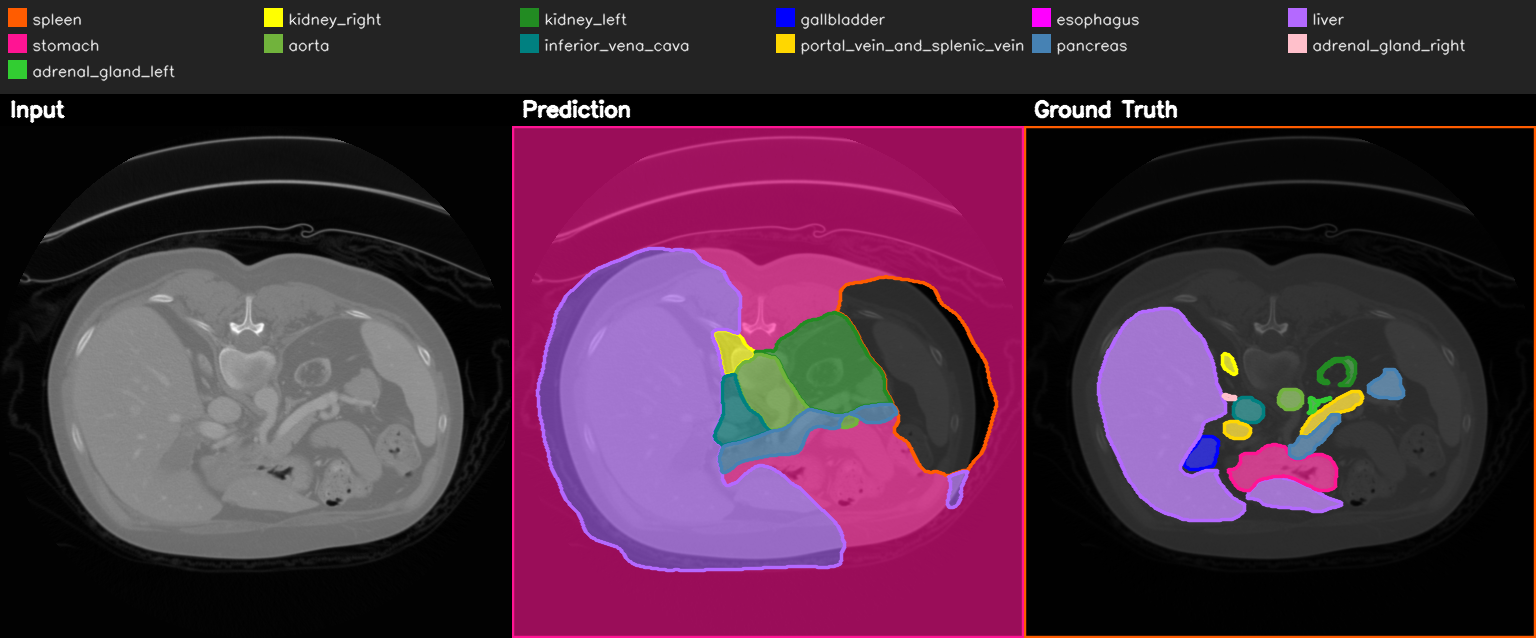 spleen kidney_right kidney_left gallbladder esophagus liver
stomach aorta inferior_vena_cava portal_vein_and_splenic_vein pancreas adrenal_gland_right
adrenal_gland_left
Input Prediction Ground Truth